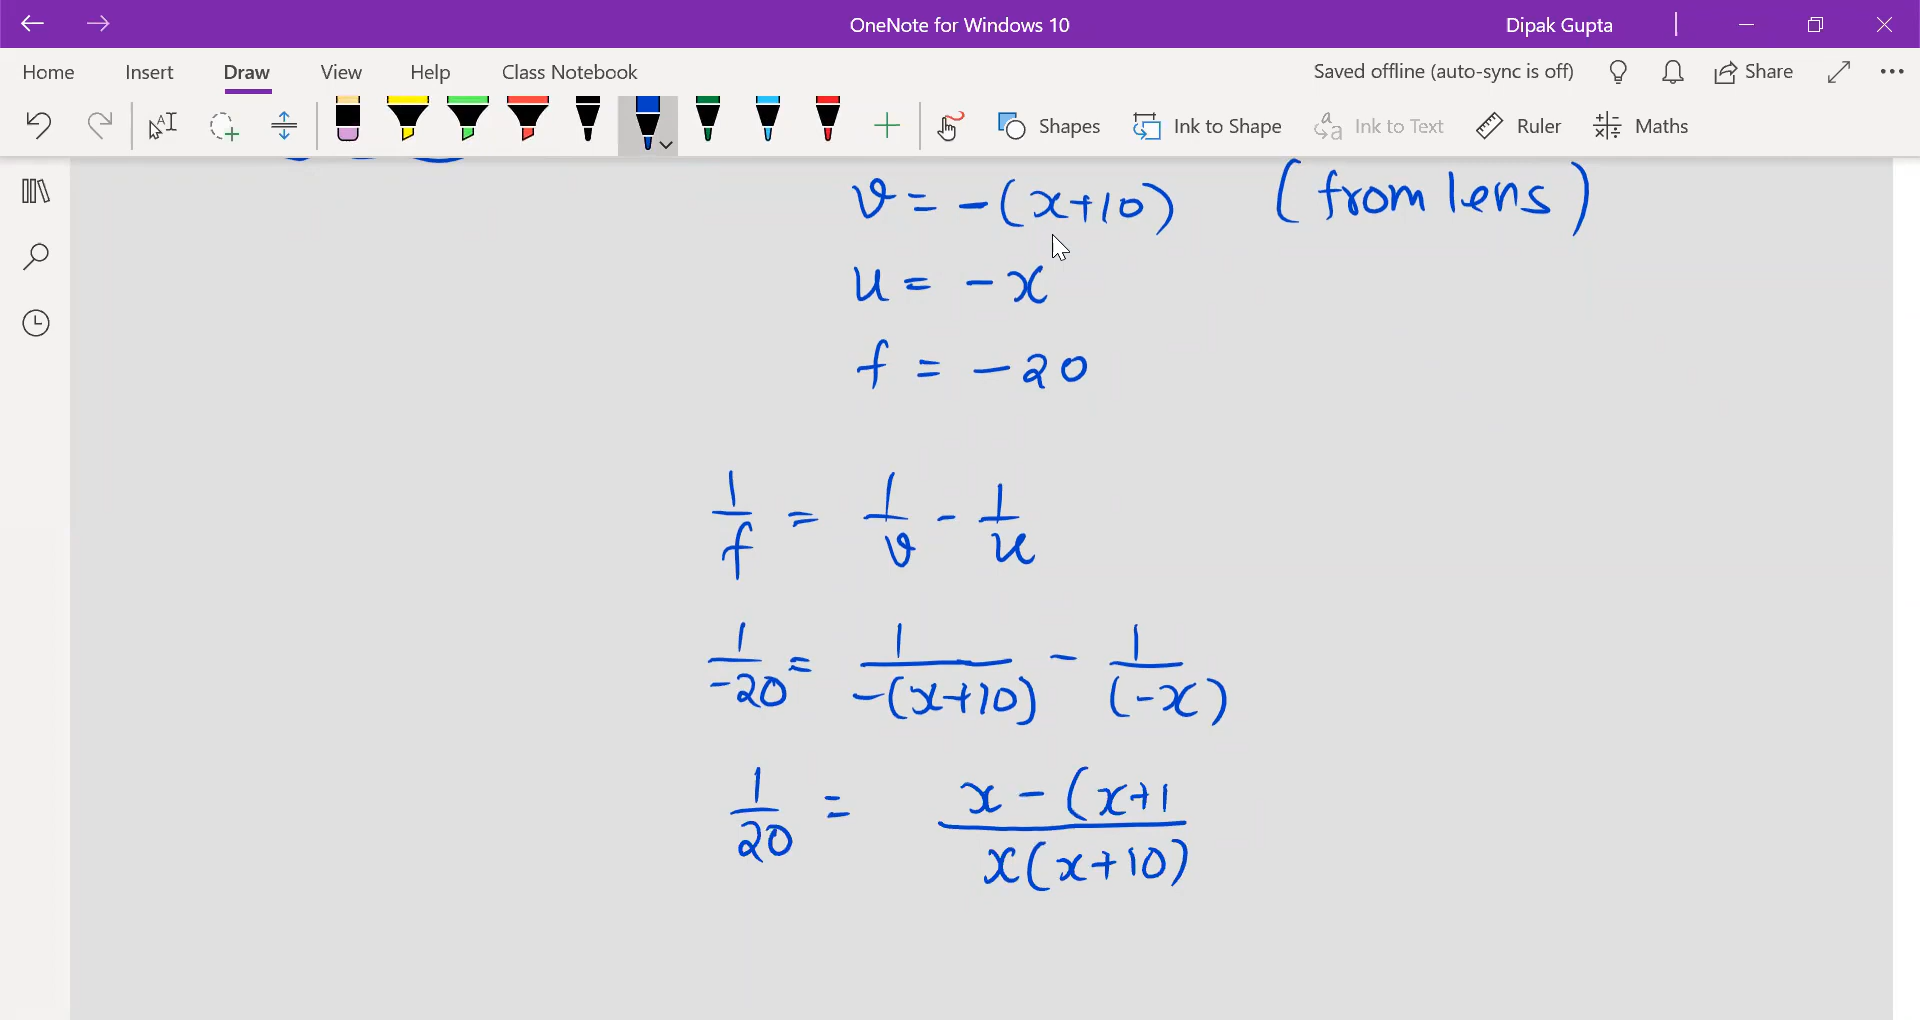 OneNote for Windows 10 Dipak Gupta
Home Insert Draw View Help Class Notebook Saved offline (auto-sync is off) Share
Shapes Ink to Shape Ink to Text Ruler Maths
v = -(x+10) (from lens)
u = -x
f = -20
1/f = 1/v - 1/u
1/-20 = 1/-(x+10) - 1/(-x)
1/20 = x-(x+1/x(x+10)